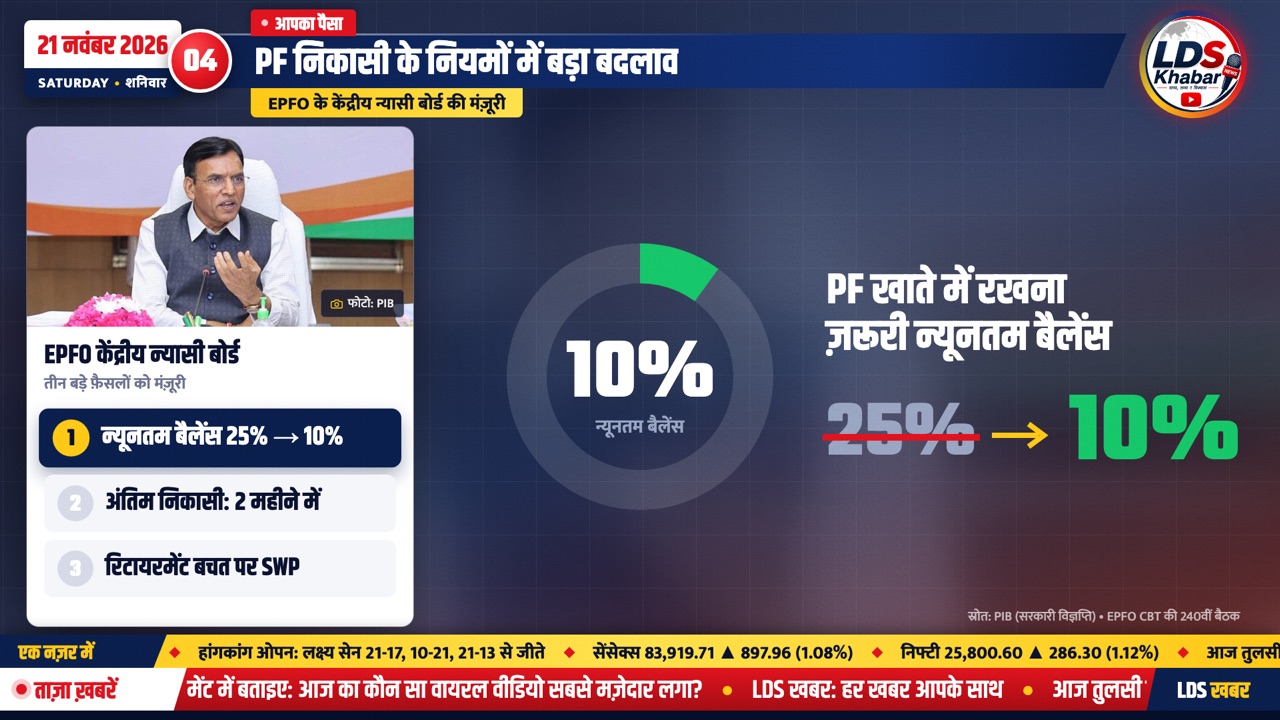 21 नवंबर 2026
SATURDAY • शनिवार
04
आपका पैसा
PF निकासी के नियमों में बड़ा बदलाव
EPFO के केंद्रीय न्यासी बोर्ड की मंज़ूरी
LDS
Khabar
NEWS
फोटो: PIB
EPFO केंद्रीय न्यासी बोर्ड
तीन बड़े फ़ैसलों को मंज़ूरी
1 न्यूनतम बैलेंस 25% → 10%
2 अंतिम निकासी: 2 महीने में
3 रिटायरमेंट बचत पर SWP
10%
न्यूनतम बैलेंस
PF खाते में रखना
ज़रूरी न्यूनतम बैलेंस
25% → 10%
स्रोत: PIB (सरकारी विज्ञप्ति) • EPFO CBT की 240वीं बैठक
एक नज़र में
हांगकांग ओपन: लक्ष्य सेन 21-17, 10-21, 21-13 से जीते ◆ सेंसेक्स 83,919.71 ▲ 897.96 (1.08%) ◆ निफ्टी 25,800.60 ▲ 286.30 (1.12%) ◆ आज तुलसी
ताज़ा ख़बरें
मेंट में बताइए: आज का कौन सा वायरल वीडियो सबसे मज़ेदार लगा? • LDS खबर: हर खबर आपके साथ • आज तुलसी
LDS खबर